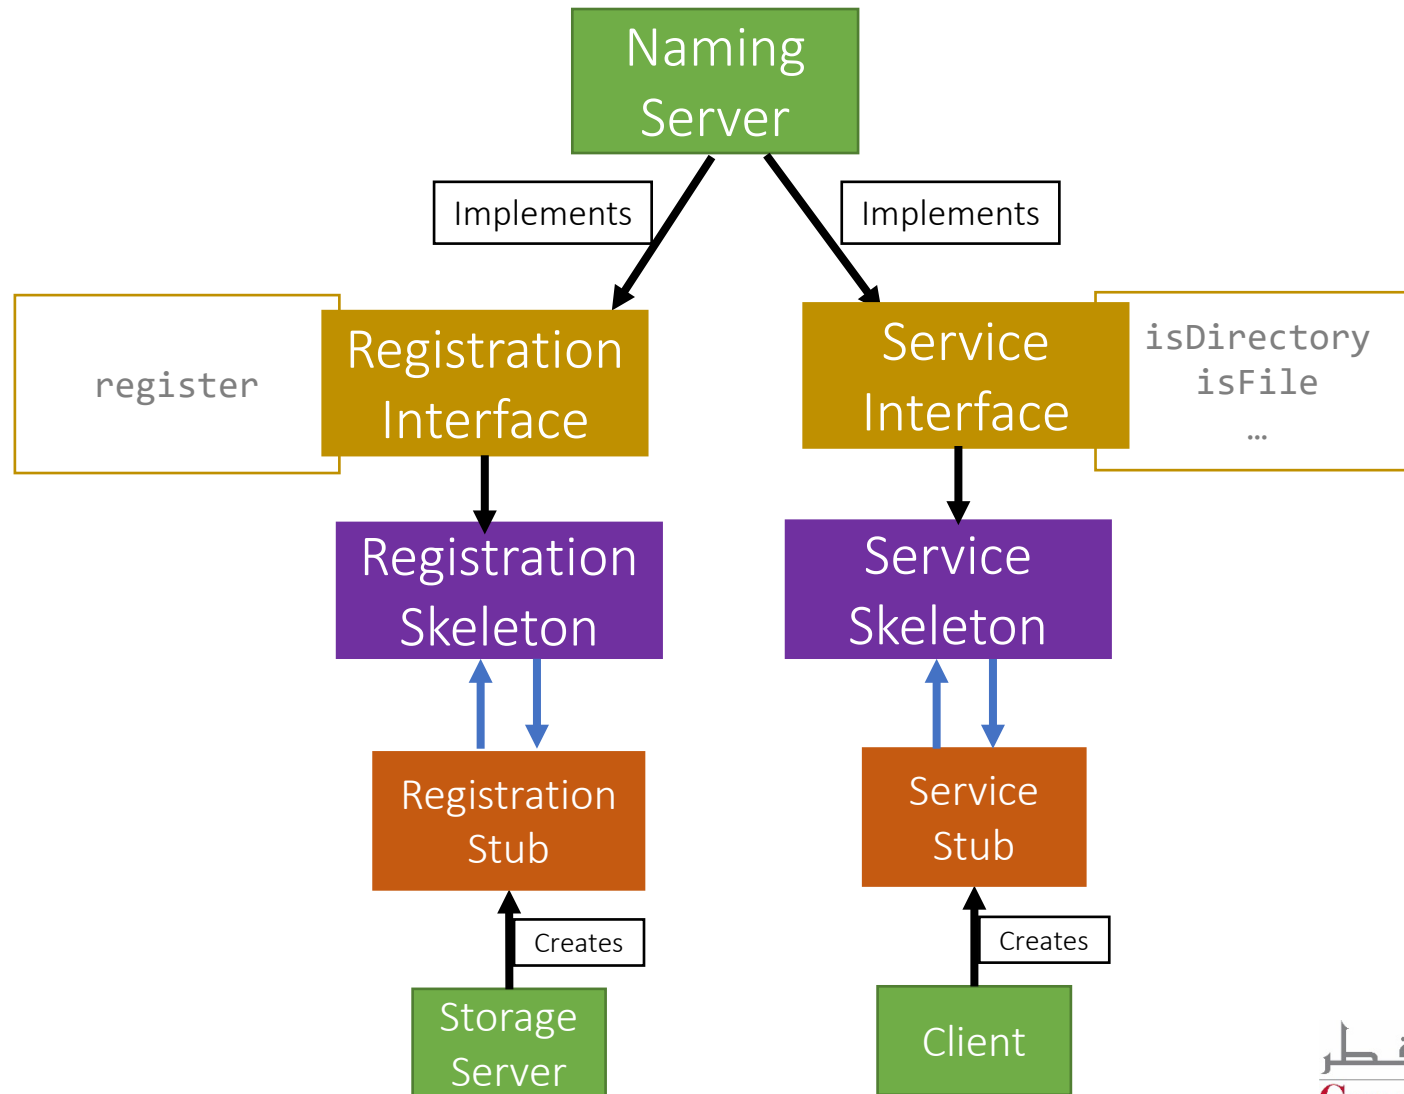 Naming
Server
Implements
Implements
register
Registration
Interface
Service
Interface
isDirectory
isFile
…
Registration
Skeleton
Service
Skeleton
Registration
Stub
Service
Stub
Creates
Creates
Storage
Server
Client